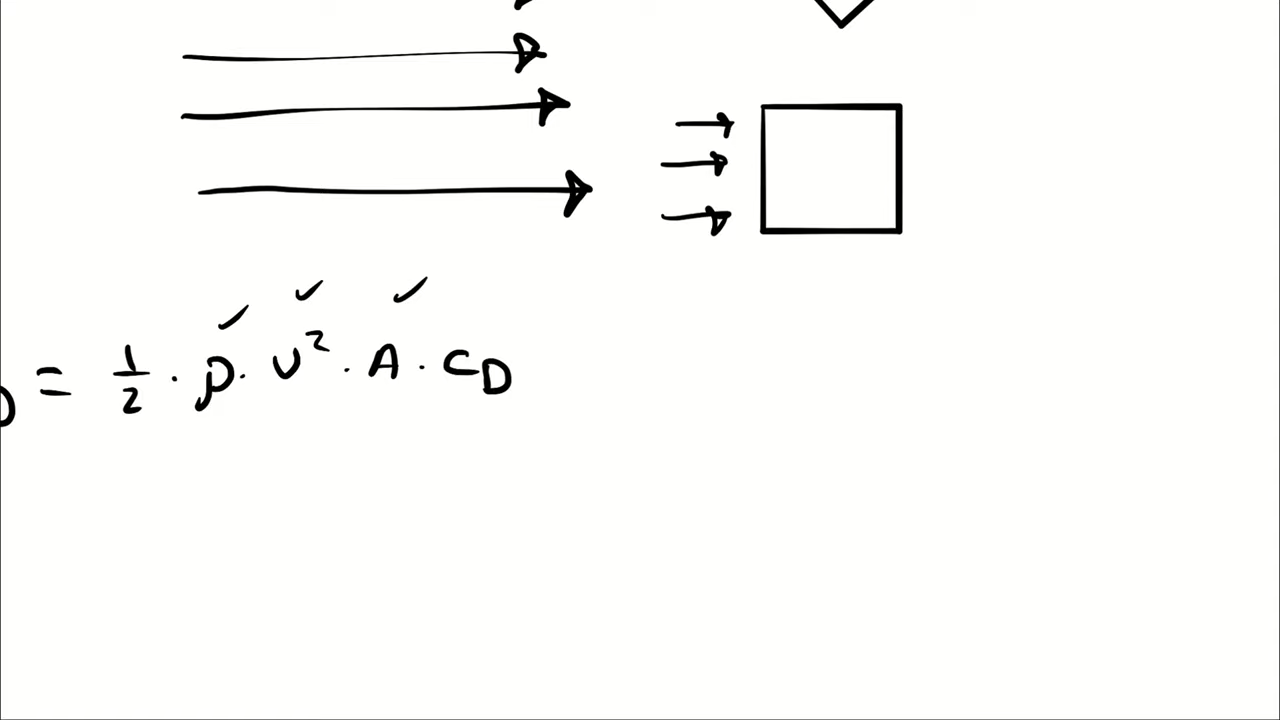 D = 1/2 · ρ · v² · A · CD